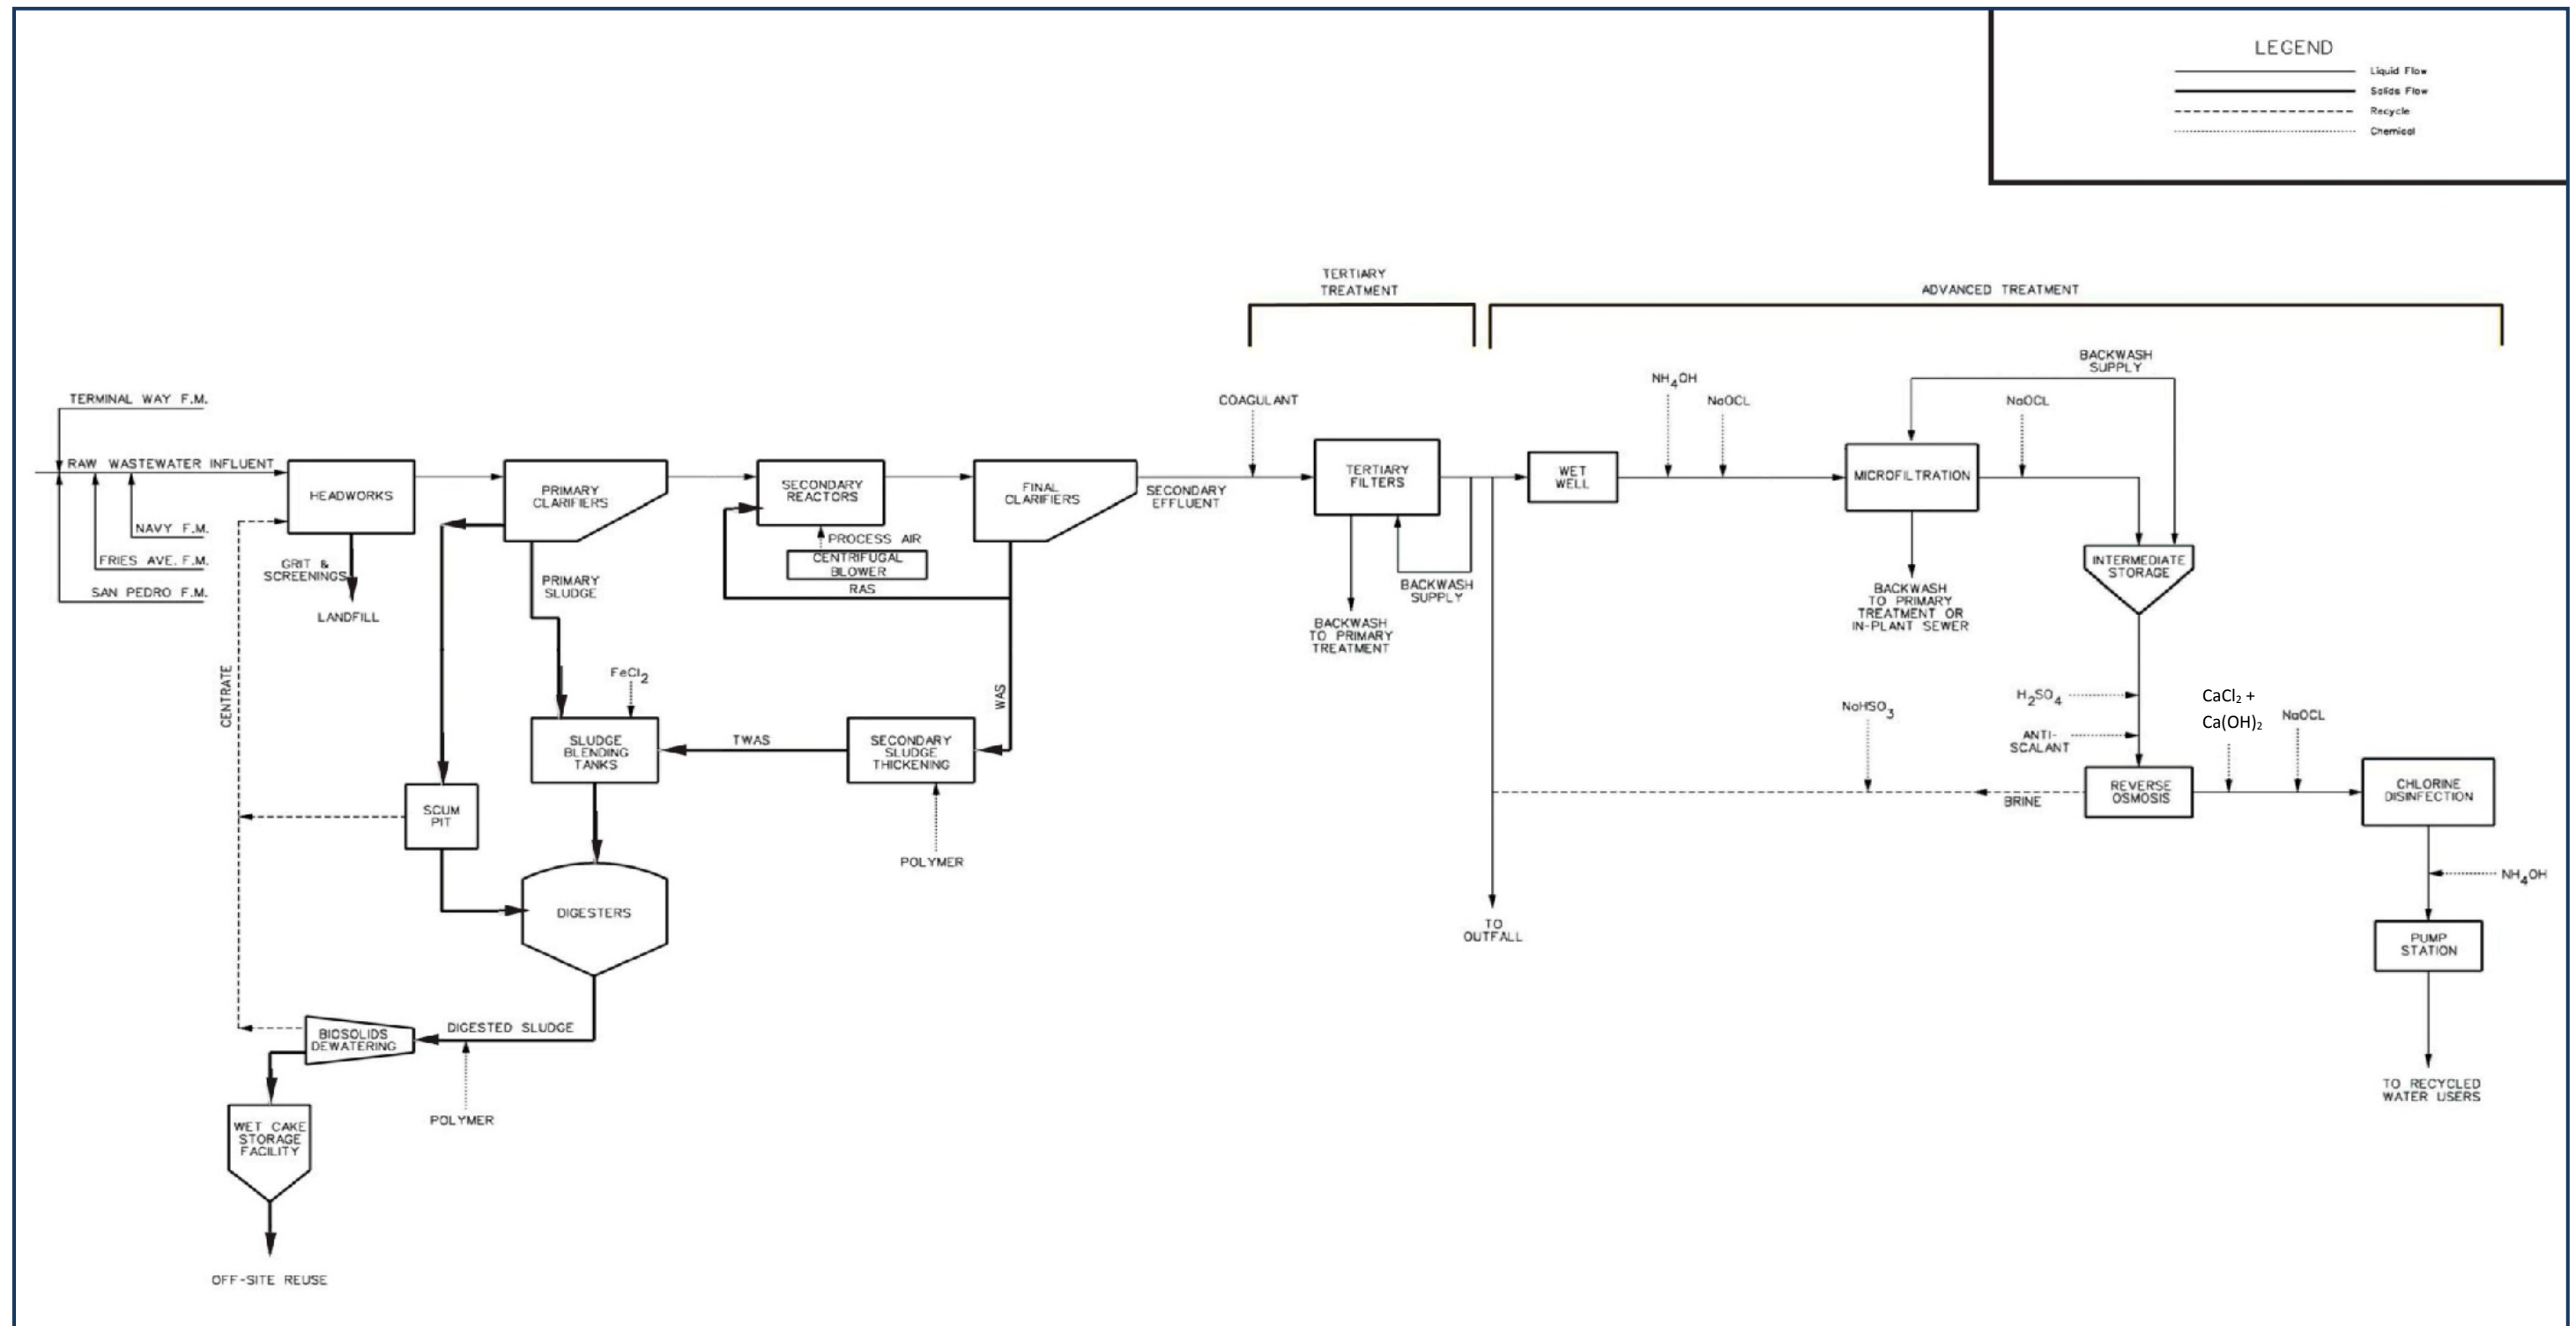 LEGEND
Liquid Flow
Solids Flow
Recycle
Chemical
TERTIARY
TREATMENT
ADVANCED TREATMENT
BACKWASH
SUPPLY
NH4OH
COAGULANT
NaOCL
NaOCL
TERMINAL WAY F.M.
RAW WASTEWATER INFLUENT
NAVY F.M.
FRIES AVE. F.M.
SAN PEDRO F.M.
HEADWORKS
GRIT &
SCREENINGS
LANDFILL
PRIMARY
CLARIFIERS
PRIMARY
SLUDGE
SECONDARY
REACTORS
PROCESS AIR
CENTRIFUGAL
BLOWER
RAS
FINAL
CLARIFIERS
SECONDARY
EFFLUENT
TERTIARY
FILTERS
BACKWASH
SUPPLY
BACKWASH
TO PRIMARY
TREATMENT
WET
WELL
MICROFILTRATION
BACKWASH
TO PRIMARY
TREATMENT OR
IN-PLANT SEWER
INTERMEDIATE
STORAGE
CENTRATE
FeCl2
WAS
SLUDGE
BLENDING
TANKS
TWAS
SECONDARY
SLUDGE
THICKENING
POLYMER
SCUM
PIT
DIGESTERS
NaHSO3
H2SO4
ANTI-
SCALANT
CaCl₂ +
Ca(OH)₂
NaOCL
BRINE
REVERSE
OSMOSIS
CHLORINE
DISINFECTION
NH4OH
TO
OUTFALL
PUMP
STATION
TO RECYCLED
WATER USERS
BIOSOLIDS
DEWATERING
DIGESTED SLUDGE
POLYMER
WET CAKE
STORAGE
FACILITY
OFF-SITE REUSE